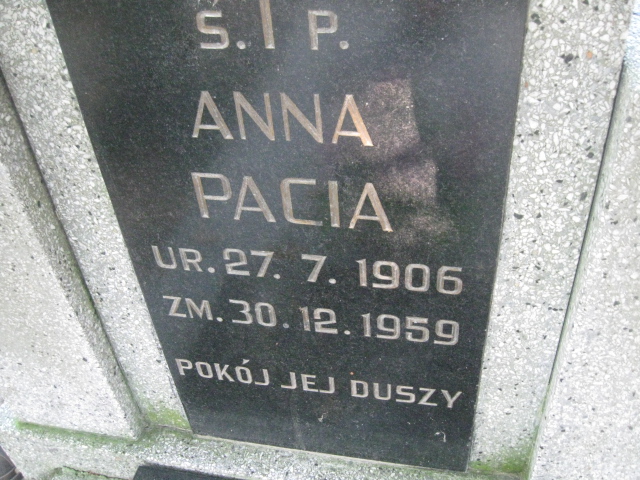 Ś. P.
ANNA
PACIA
UR. 27. 7. 1906
ZM. 30.12.1959
POKÓJ JEJ DUSZY